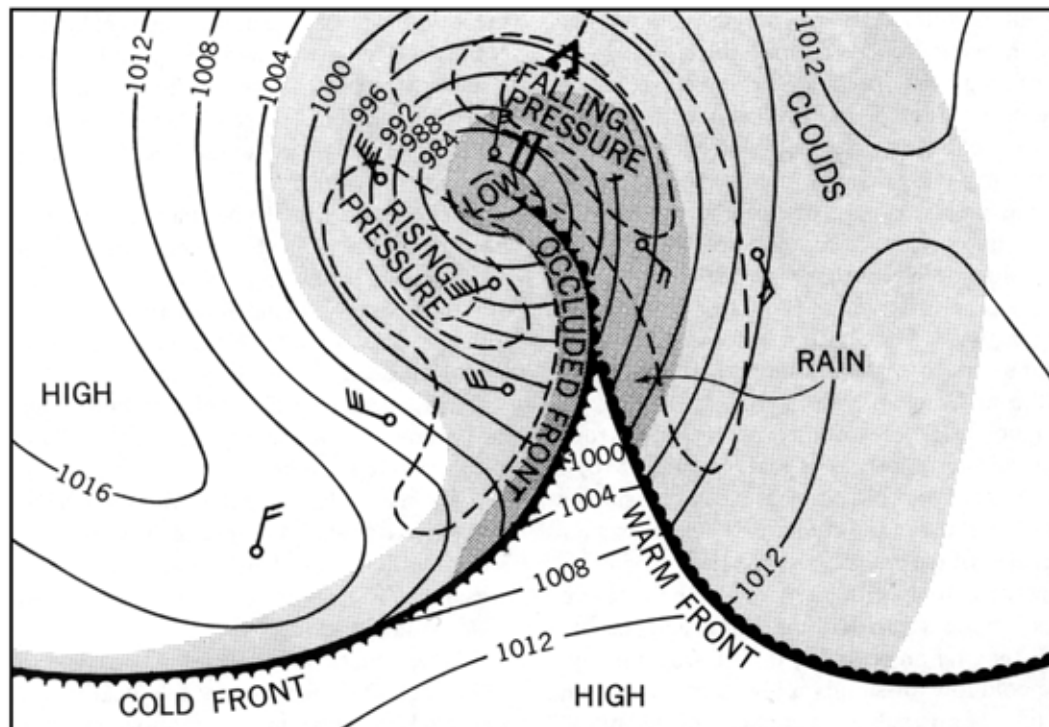 1012
1008
1004
1000
996
992
988
984
FALLING
PRESSURE
1012
CLOUDS
LOW
RISING
PRESSURE
OCCLUDED FRONT
RAIN
HIGH
1016
1000
1004
1008
1012
WARM FRONT
1012
COLD FRONT
HIGH